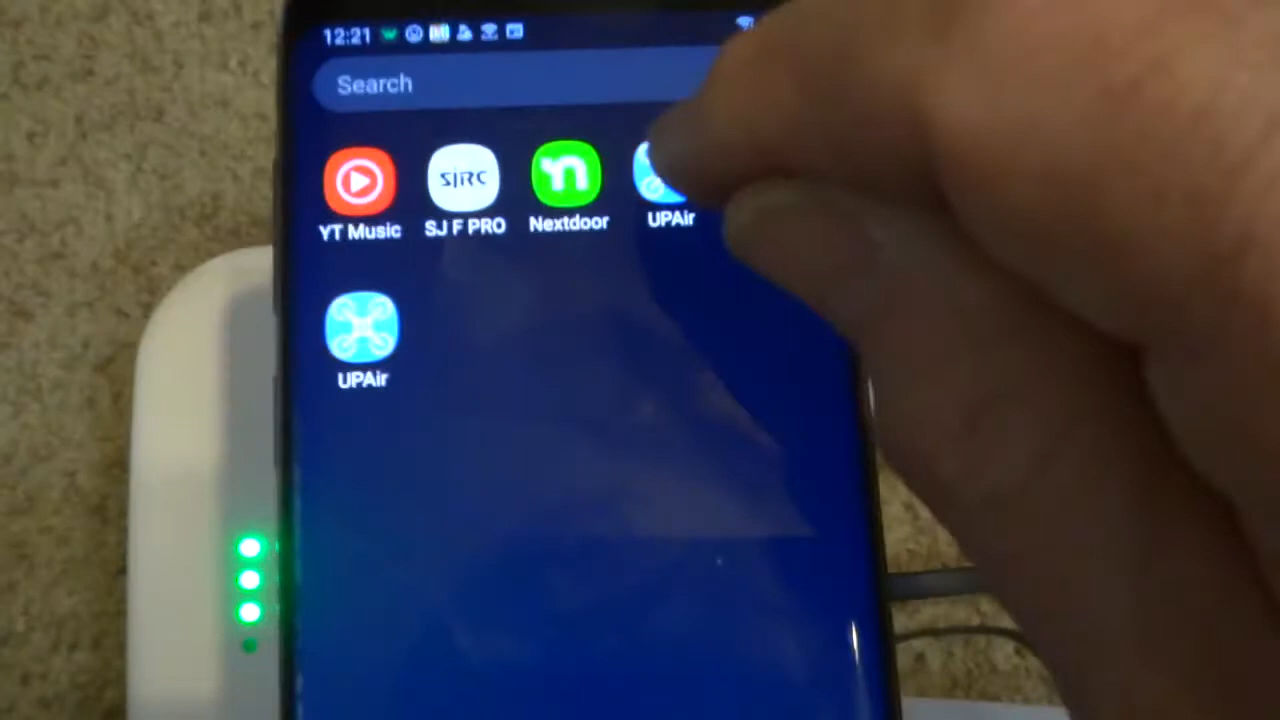 12:21
Search
SJRC
YT Music SJ F PRO Nextdoor UPAir
UPAir